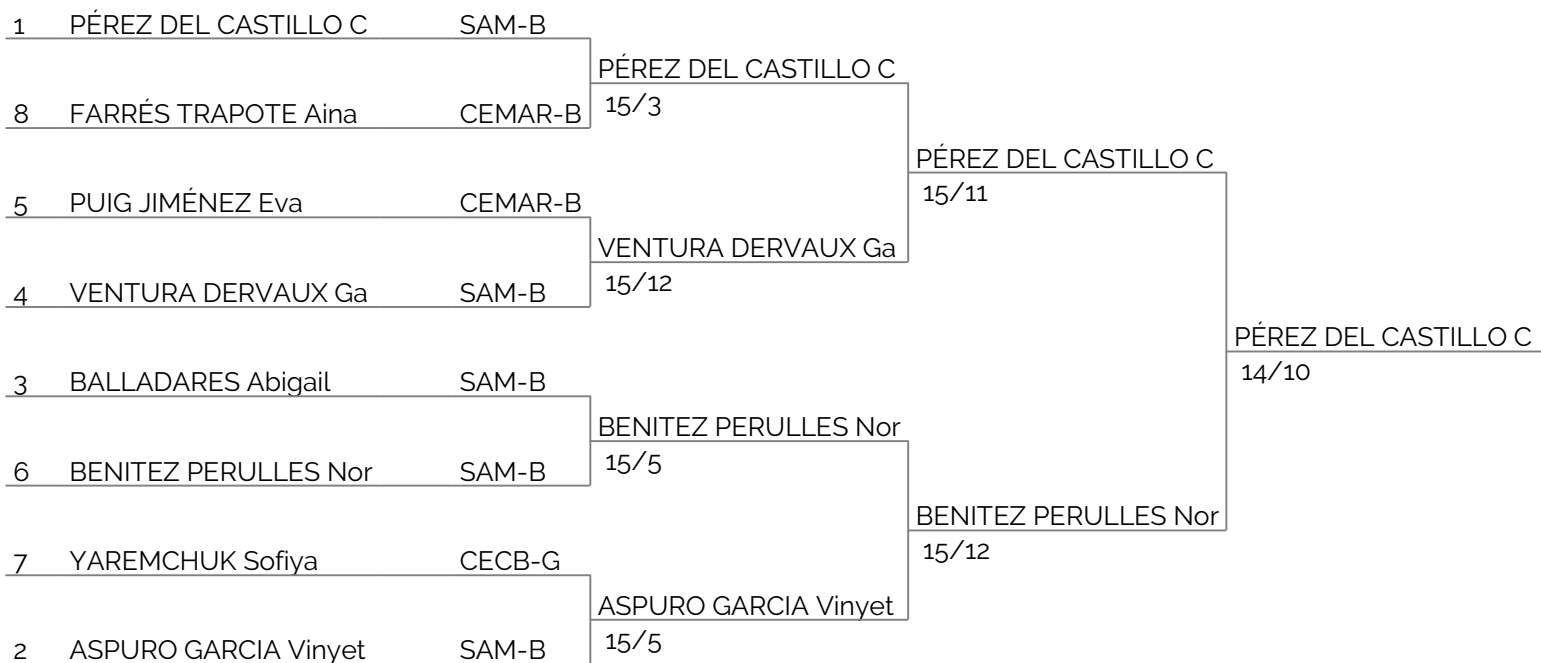 1 PÉREZ DEL CASTILLO C SAM-B
PÉREZ DEL CASTILLO C
8 FARRÉS TRAPOTE Aina CEMAR-B
15/3
PÉREZ DEL CASTILLO C
5 PUIG JIMÉNEZ Eva CEMAR-B
15/11
VENTURA DERVAUX Ga
4 VENTURA DERVAUX Ga SAM-B
15/12
PÉREZ DEL CASTILLO C
3 BALLADARES Abigail SAM-B
14/10
BENITEZ PERULLES Nor
6 BENITEZ PERULLES Nor SAM-B
15/5
BENITEZ PERULLES Nor
7 YAREMCHUK Sofiya CECB-G
15/12
ASPURO GARCIA Vinyet
2 ASPURO GARCIA Vinyet SAM-B
15/5